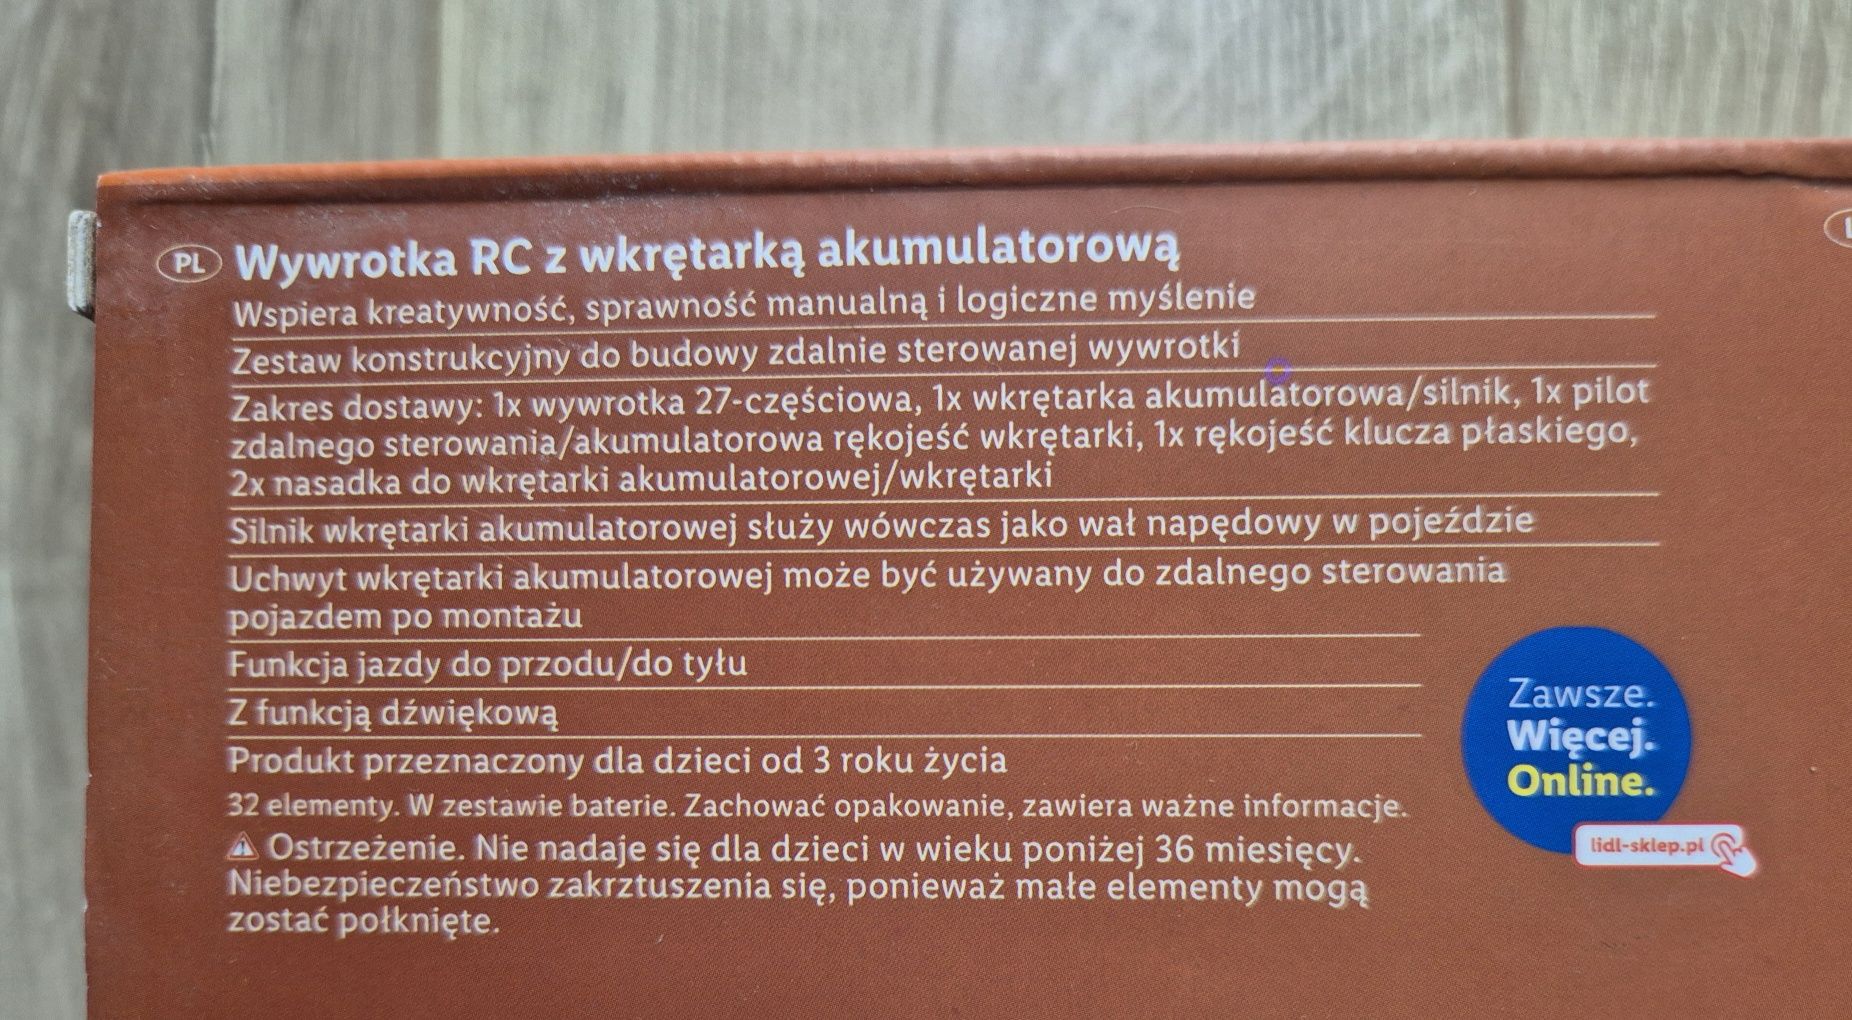 PL Wywrotka RC z wkrętarką akumulatorową
Wspiera kreatywność, sprawność manualną i logiczne myślenie
Zestaw konstrukcyjny do budowy zdalnie sterowanej wywrotki
Zakres dostawy: 1x wywrotka 27-częściowa, 1x wkrętarka akumulatorowa/silnik, 1x pilot
zdalnego sterowania/akumulatorowa rękojeść wkrętarki, 1x rękojeść klucza płaskiego,
2x nasadka do wkrętarki akumulatorowej/wkrętarki
Silnik wkrętarki akumulatorowej służy wówczas jako wał napędowy w pojeździe
Uchwyt wkrętarki akumulatorowej może być używany do zdalnego sterowania
pojazdem po montażu
Funkcja jazdy do przodu/do tyłu
Z funkcją dźwiękową
Produkt przeznaczony dla dzieci od 3 roku życia
32 elementy. W zestawie baterie. Zachować opakowanie, zawiera ważne informacje.
Ostrzeżenie. Nie nadaje się dla dzieci w wieku poniżej 36 miesięcy.
Niebezpieczeństwo zakrztuszenia się, ponieważ małe elementy mogą
zostać połknięte.
Zawsze.
Więcej.
Online.
lidl-sklep.pl